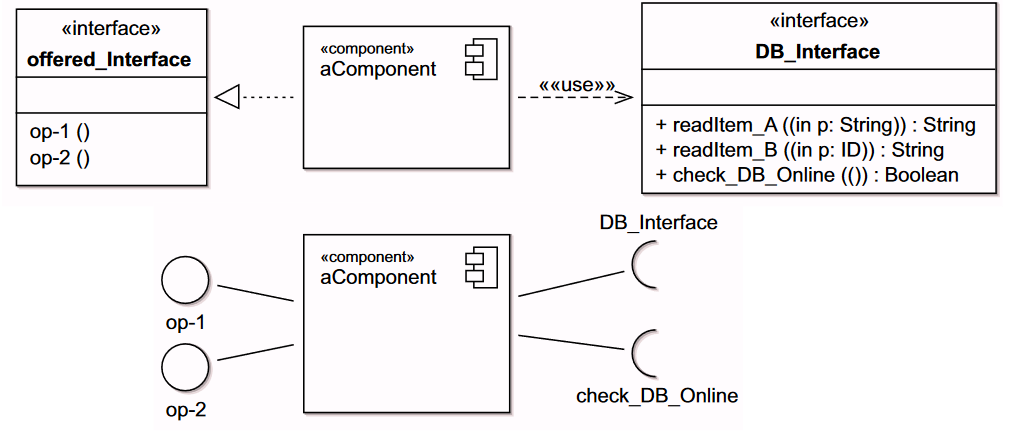 «interface»
offered_Interface
op-1 ()
op-2 ()
«component»
aComponent
««use»»
«interface»
DB_Interface
+ readItem_A ((in p: String)) : String
+ readItem_B ((in p: ID)) : String
+ check_DB_Online (()) : Boolean
op-1
op-2
«component»
aComponent
DB_Interface
check_DB_Online